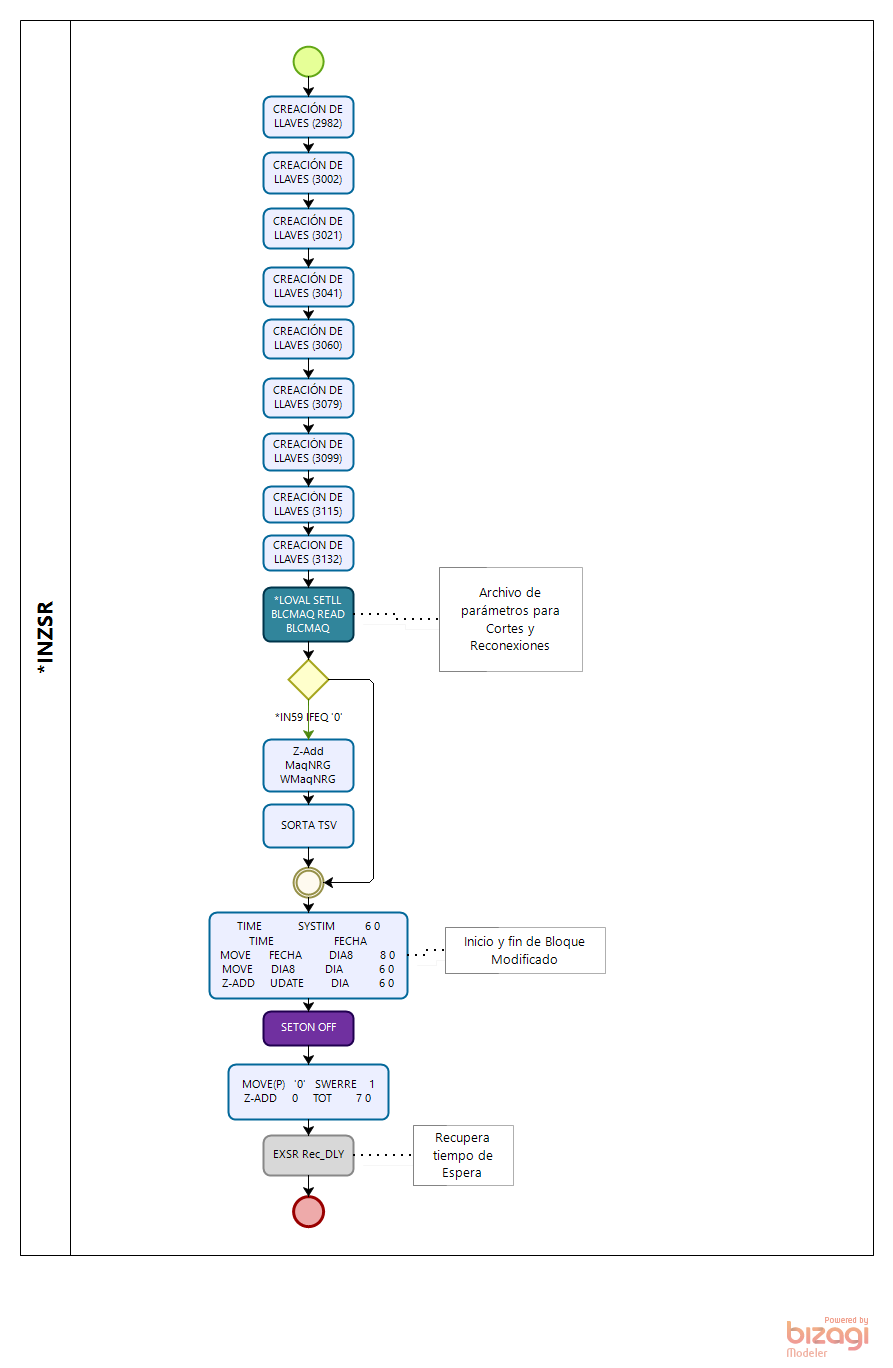 *INZSR
CREACIÓN DE
LLAVES (2982)
CREACIÓN DE
LLAVES (3002)
CREACIÓN DE
LLAVES (3021)
CREACIÓN DE
LLAVES (3041)
CREACIÓN DE
LLAVES (3060)
CREACIÓN DE
LLAVES (3079)
CREACIÓN DE
LLAVES (3099)
CREACIÓN DE
LLAVES (3115)
CREACION DE
LLAVES (3132)
*LOVAL SETLL
BLCMAQ READ
BLCMAQ
Archivo de
parámetros para
Cortes y
Reconexiones
*IN59 IFEQ '0'
Z-Add
MaqNRG
WMaqNRG
SORTA TSV
TIME SYSTIM 6 0
TIME FECHA
MOVE FECHA DIA8 8 0
MOVE DIA8 DIA 6 0
Z-ADD UDATE DIA 6 0
Inicio y fin de Bloque
Modificado
SETON OFF
MOVE(P) '0' SWERRE 1
Z-ADD 0 TOT 7 0
EXSR Rec_DLY
Recupera
tiempo de
Espera
Powered by
bizagi
Modeler